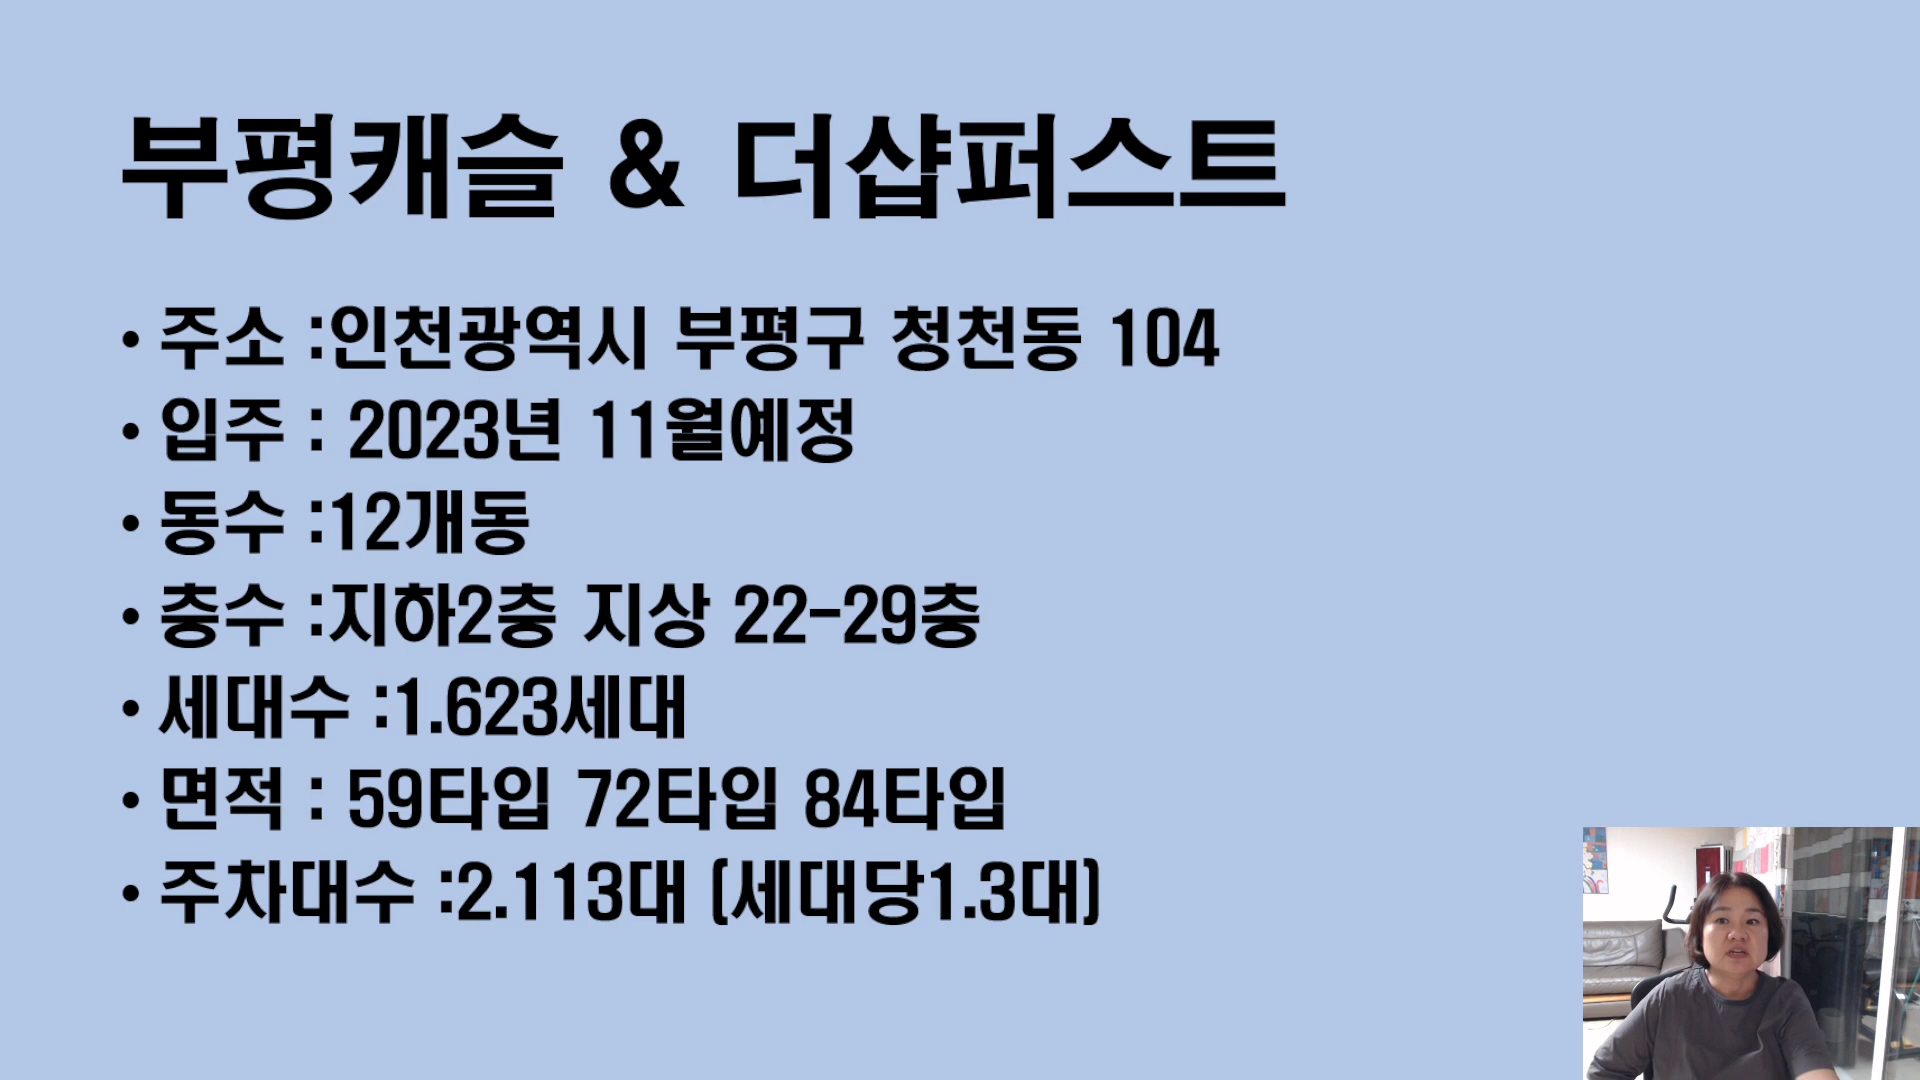 부평캐슬 & 더샵퍼스트
• 주소 :인천광역시 부평구 청천동 104
• 입주 : 2023년 11월예정
• 동수 :12개동
• 층수 :지하2층 지상 22-29층
• 세대수 :1.623세대
• 면적 : 59타입 72타입 84타입
• 주차대수 :2.113대 (세대당1.3대)